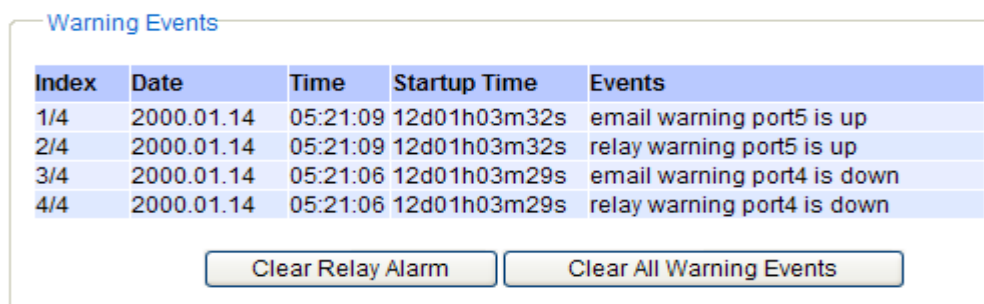 Warning Events
Index Date Time Startup Time Events
1/4 2000.01.14 05:21:09 12d01h03m32s email warning port5 is up
2/4 2000.01.14 05:21:09 12d01h03m32s relay warning port5 is up
3/4 2000.01.14 05:21:06 12d01h03m29s email warning port4 is down
4/4 2000.01.14 05:21:06 12d01h03m29s relay warning port4 is down
Clear Relay Alarm Clear All Warning Events